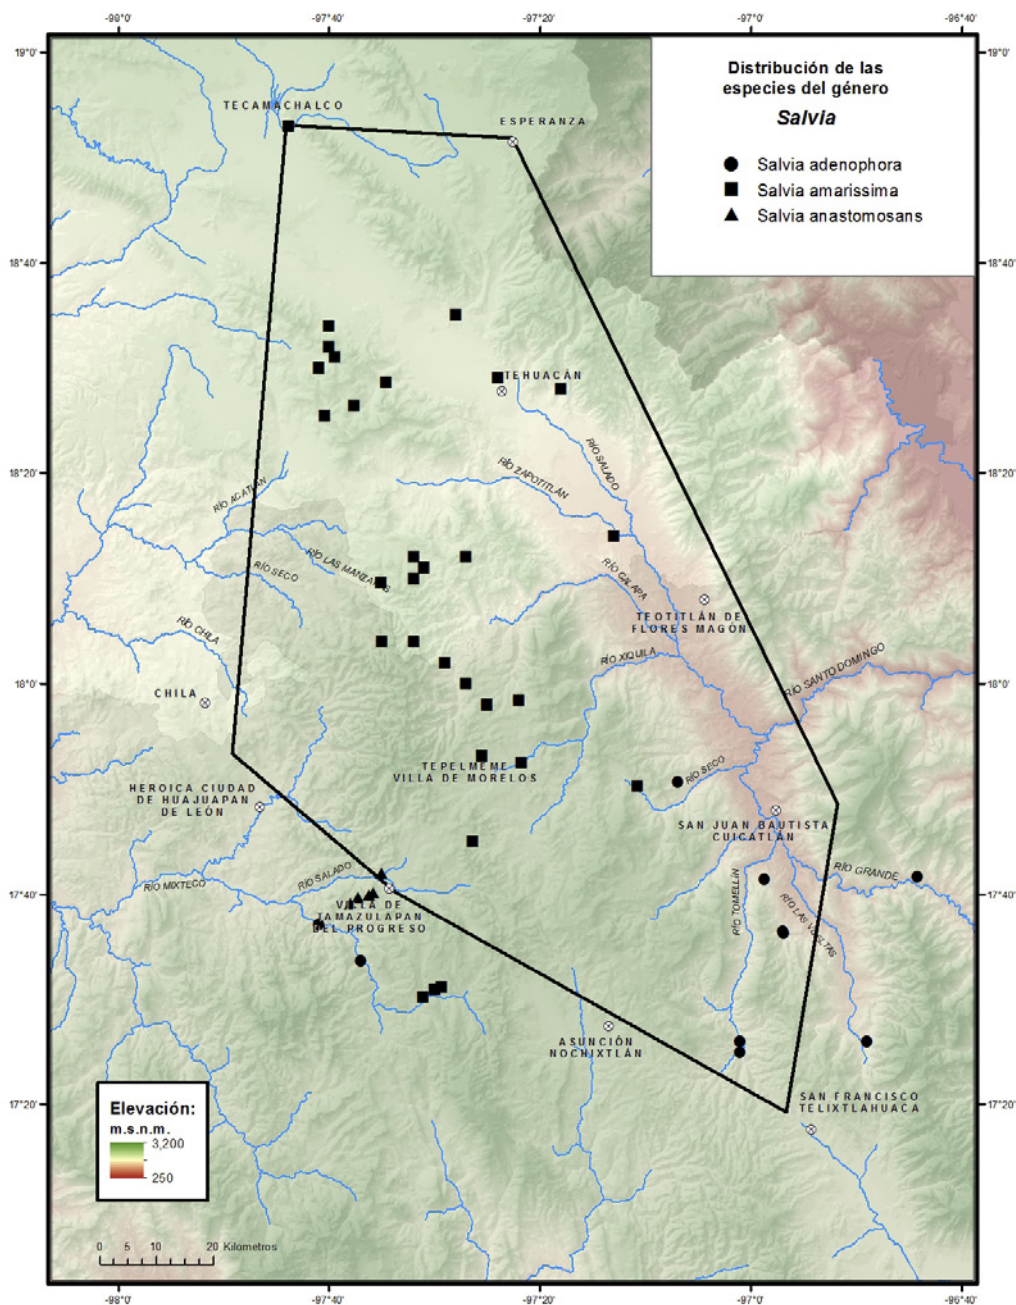 -98°0'
-97°40'
-97°20'
-97°0'
-96°40'
19°0'
19°0'
Distribución de las
especies del género
Salvia
Salvia adenophora
Salvia amarissima
Salvia anastomosans
TECAMACHALCO
ESPERANZA
18°40'
18°40'
TEHUACÁN
RÍO SALADO
RÍO ZAPOTITLÁN
18°20'
18°20'
RÍO ACATLÁN
RÍO LAS MANZANAS
RÍO SECO
RÍO CALAPA
TEOTITLÁN DE
FLORES MAGÓN
RÍO CHILA
RÍO XIQUILA
RÍO SANTO DOMINGO
CHILA
18°0'
18°0'
TEPELMEME
VILLA DE MORELOS
RÍO SECO
HEROICA CIUDAD
DE HUAJUAPAN
DE LEÓN
SAN JUAN BAUTISTA
CUICATLÁN
RÍO GRANDE
RÍO SALADO
RÍO MIXTECO
17°40'
17°40'
RÍO TOMELLÍN
RÍO LAS VUELTAS
VILLA DE
TAMAZULAPAN
DEL PROGRESO
ASUNCIÓN
NOCHIXTLÁN
SAN FRANCISCO
TELIXTLAHUACA
17°20'
17°20'
Elevación:
m.s.n.m.
3,200
250
0 5 10 20 Kilometros
-98°0'
-97°40'
-97°20'
-97°0'
-96°40'